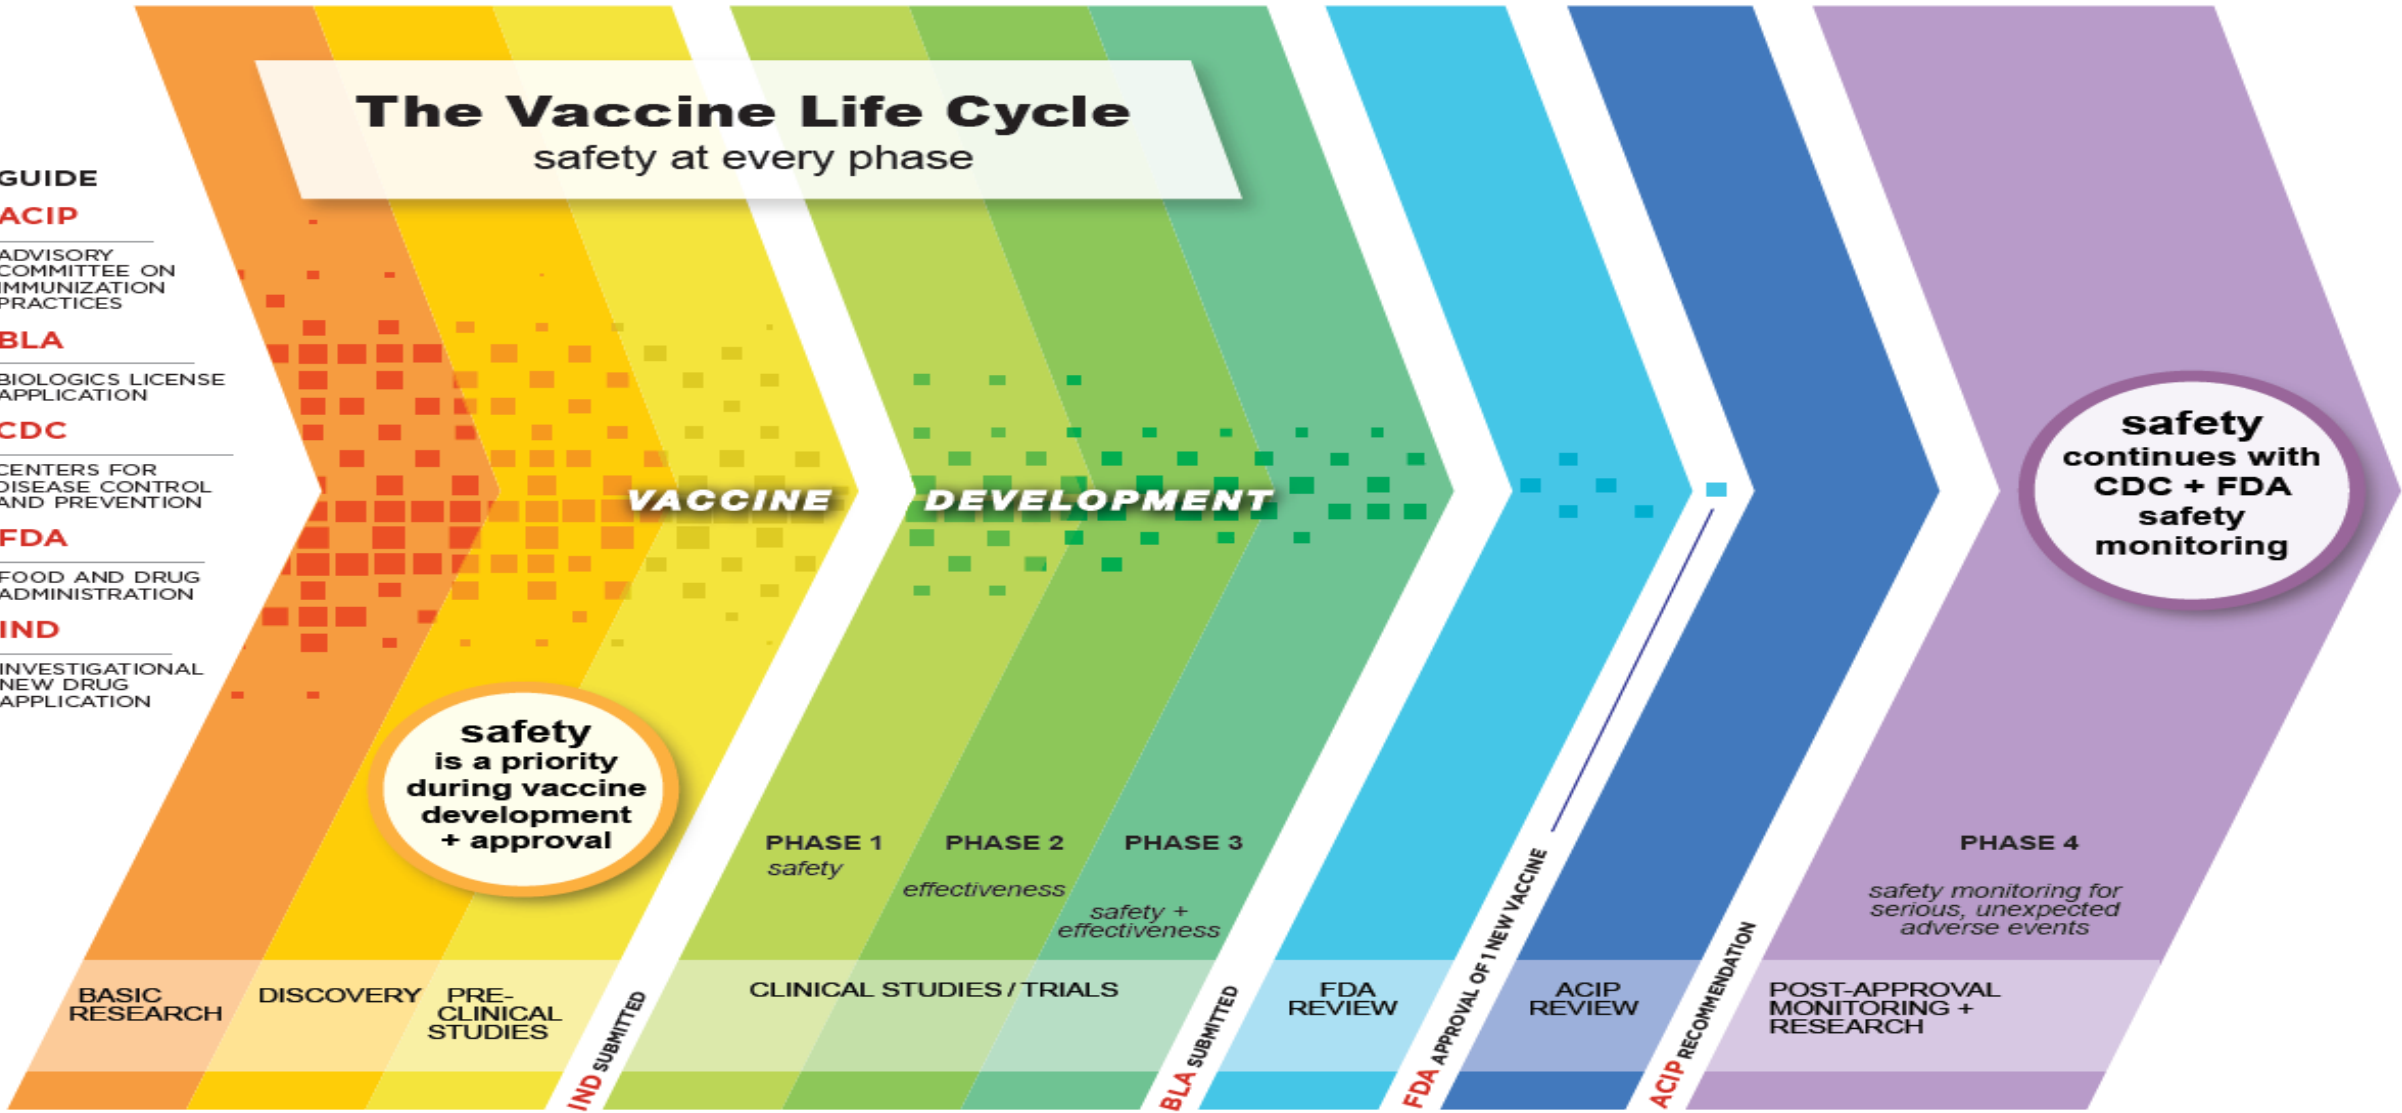 The Vaccine Life Cycle
safety at every phase
GUIDE
ACIP
ADVISORY
COMMITTEE ON
IMMUNIZATION
PRACTICES
BLA
BIOLOGICS LICENSE
APPLICATION
CDC
CENTERS FOR
DISEASE CONTROL
AND PREVENTION
FDA
FOOD AND DRUG
ADMINISTRATION
IND
INVESTIGATIONAL
NEW DRUG
APPLICATION
VACCINE DEVELOPMENT
safety
is a priority
during vaccine
development
+ approval
safety
continues with
CDC + FDA
safety
monitoring
PHASE 1
safety
PHASE 2
effectiveness
PHASE 3
safety +
effectiveness
PHASE 4
safety monitoring for
serious, unexpected
adverse events
BASIC
RESEARCH
DISCOVERY
PRE-
CLINICAL
STUDIES
IND SUBMITTED
CLINICAL STUDIES / TRIALS
BLA SUBMITTED
FDA
REVIEW
FDA APPROVAL OF 1 NEW VACCINE
ACIP
REVIEW
ACIP RECOMMENDATION
POST-APPROVAL
MONITORING +
RESEARCH